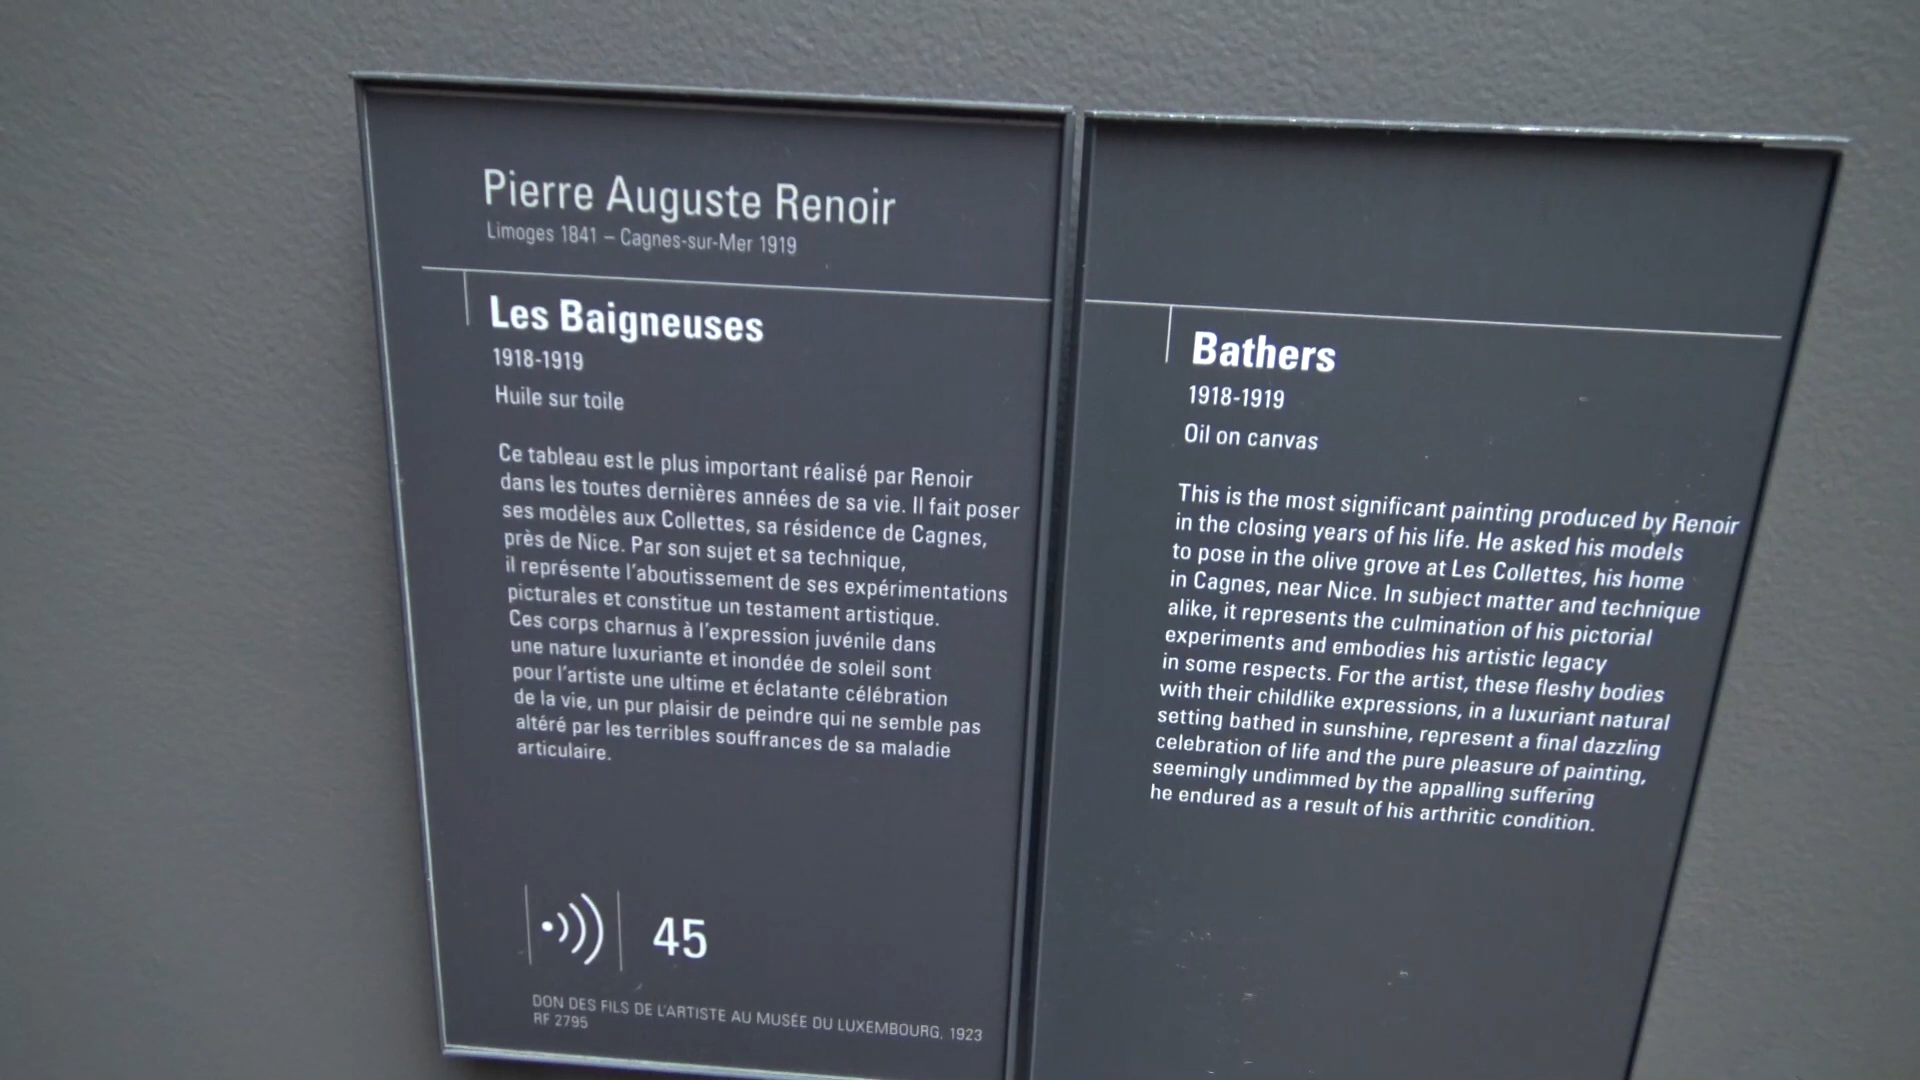 Pierre Auguste Renoir
Limoges 1841 – Cagnes-sur-Mer 1919
Les Baigneuses
1918-1919
Huile sur toile
Ce tableau est le plus important réalisé par Renoir
dans les toutes dernières années de sa vie. Il fait poser
ses modèles aux Collettes, sa résidence de Cagnes,
près de Nice. Par son sujet et sa technique,
il représente l'aboutissement de ses expérimentations
picturales et constitue un testament artistique.
Ces corps charnus à l'expression juvénile dans
une nature luxuriante et inondée de soleil sont
pour l'artiste une ultime et éclatante célébration
de la vie, un pur plaisir de peindre qui ne semble pas
altéré par les terribles souffrances de sa maladie
articulaire.
45
DON DES FILS DE L'ARTISTE AU MUSÉE DU LUXEMBOURG, 1923
RF 2795
Bathers
1918-1919
Oil on canvas
This is the most significant painting produced by Renoir
in the closing years of his life. He asked his models
to pose in the olive grove at Les Collettes, his home
in Cagnes, near Nice. In subject matter and technique
alike, it represents the culmination of his pictorial
experiments and embodies his artistic legacy
in some respects. For the artist, these fleshy bodies
with their childlike expressions, in a luxuriant natural
setting bathed in sunshine, represent a final dazzling
celebration of life and the pure pleasure of painting,
seemingly undimmed by the appalling suffering
he endured as a result of his arthritic condition.